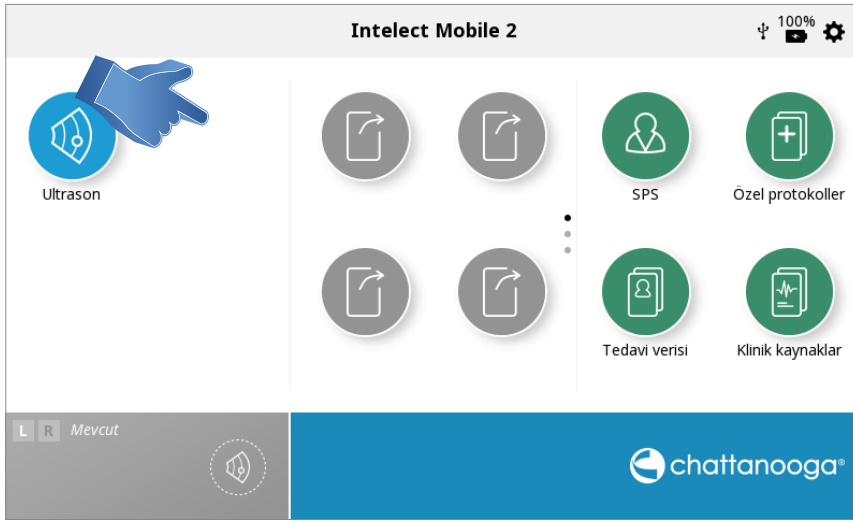 Intelect Mobile 2
100%
Ultrason
SPS
Özel protokoller
Tedavi verisi
Klinik kaynaklar
L R Mevcut
chattanooga®